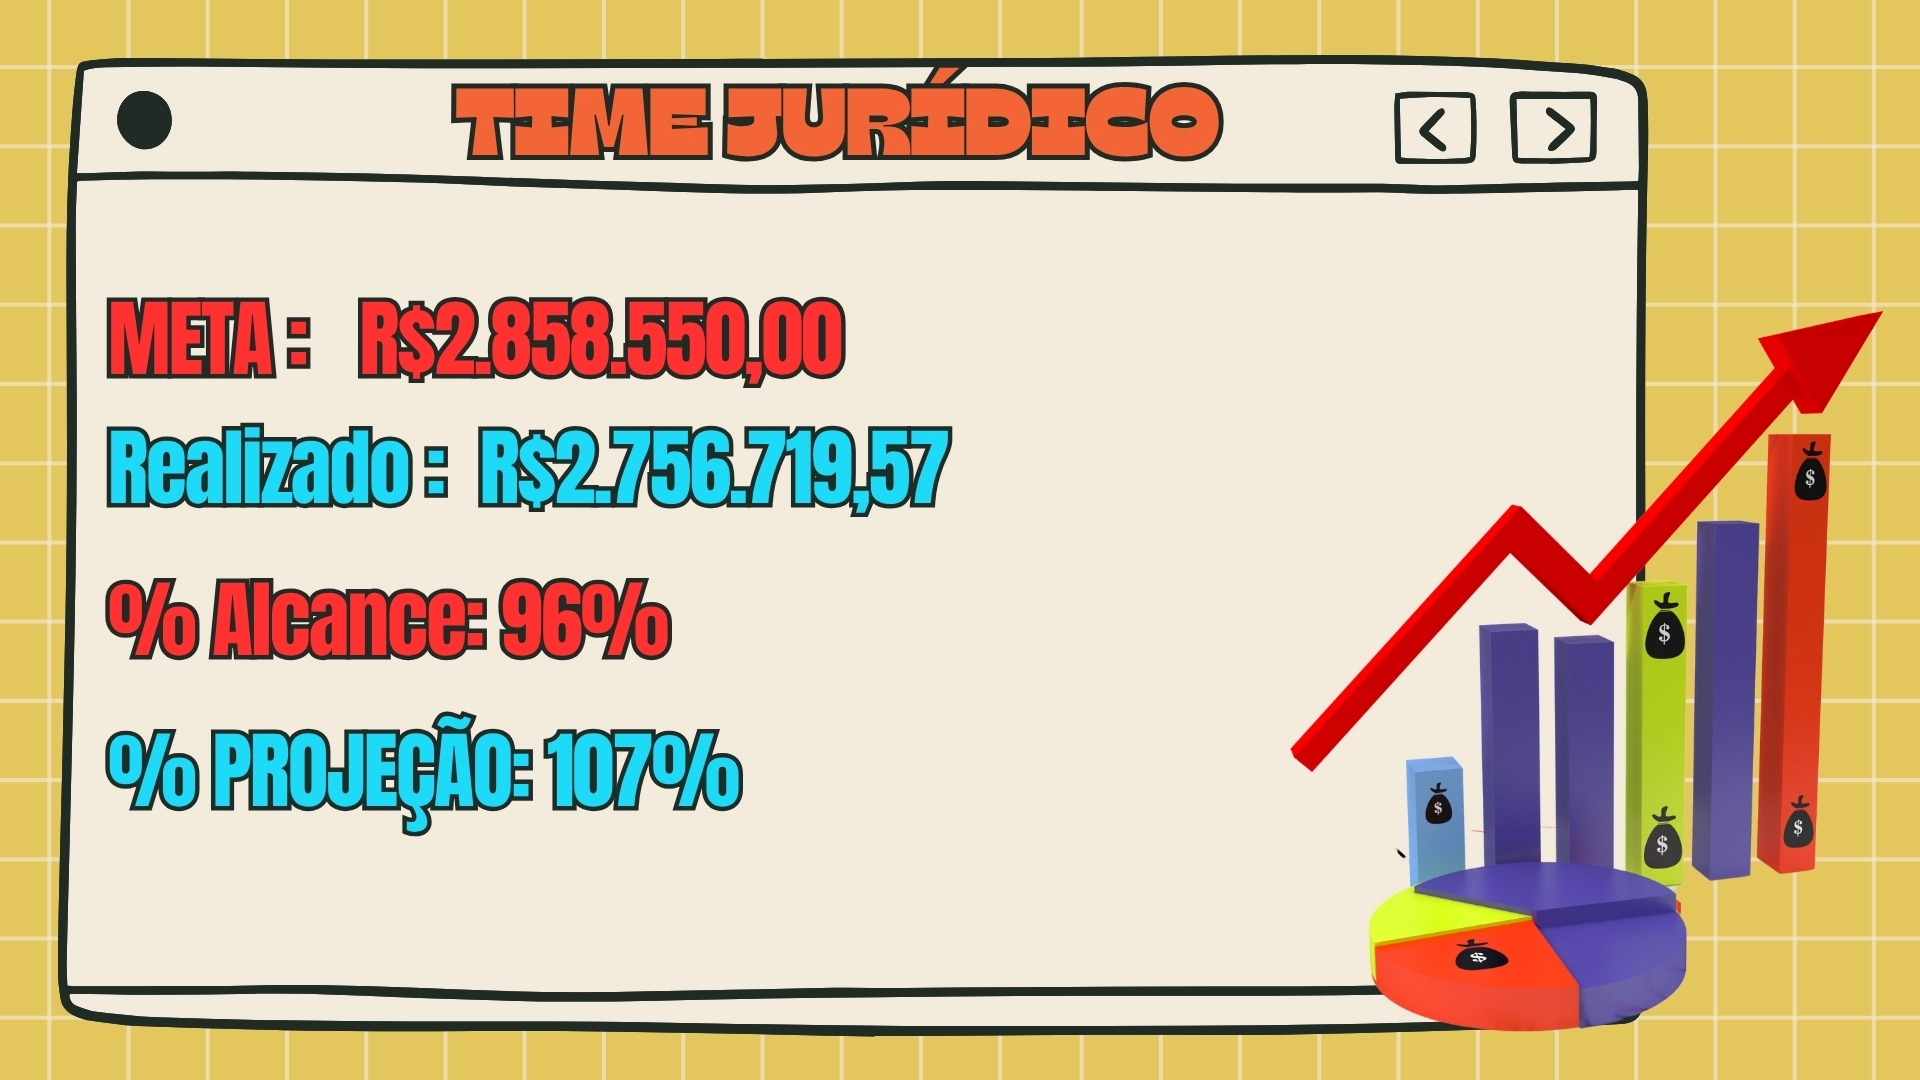 TIME JURÍDICO
META : R$2.858.550,00
Realizado : R$2.756.719,57
% Alcance: 96%
% PROJEÇÃO: 107%